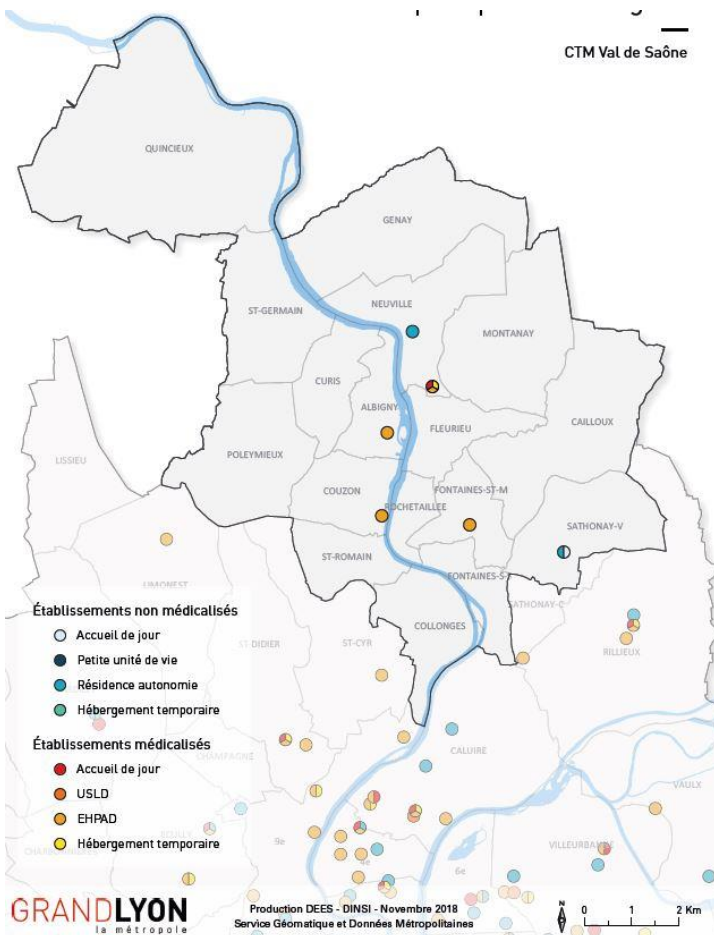 CTM Val de Saône
QUINCIEUX
GENAY
NEUVILLE
ST-GERMAIN
MONTANAY
CURIS
ALBIGNY
FLEURIEU
CAILLOUX
LISSIEU
POLEYMIEUX
COUZON
FONTAINES-ST-M
ROCHETAILLEE
SATHONAY-V
ST-ROMAIN
FONTAINES-S-S
LIMONEST
SATHONAY-C
Établissements non médicalisés
Accueil de jour
Petite unité de vie
Résidence autonomie
Hébergement temporaire
ST-DIDIER
ST-CYR
COLLONGES
RILLIEUX
Établissements médicalisés
Accueil de jour
USLD
EHPAD
Hébergement temporaire
CHAMPAGNE
CALUIRE
VAULX
ECULLY
9e
4e
6e
VILLEURBANNE
GRANDLYON
la métropole
Production DEES - DINSI - Novembre 2018
Service Géomatique et Données Métropolitaines
N
0 1 2 Km